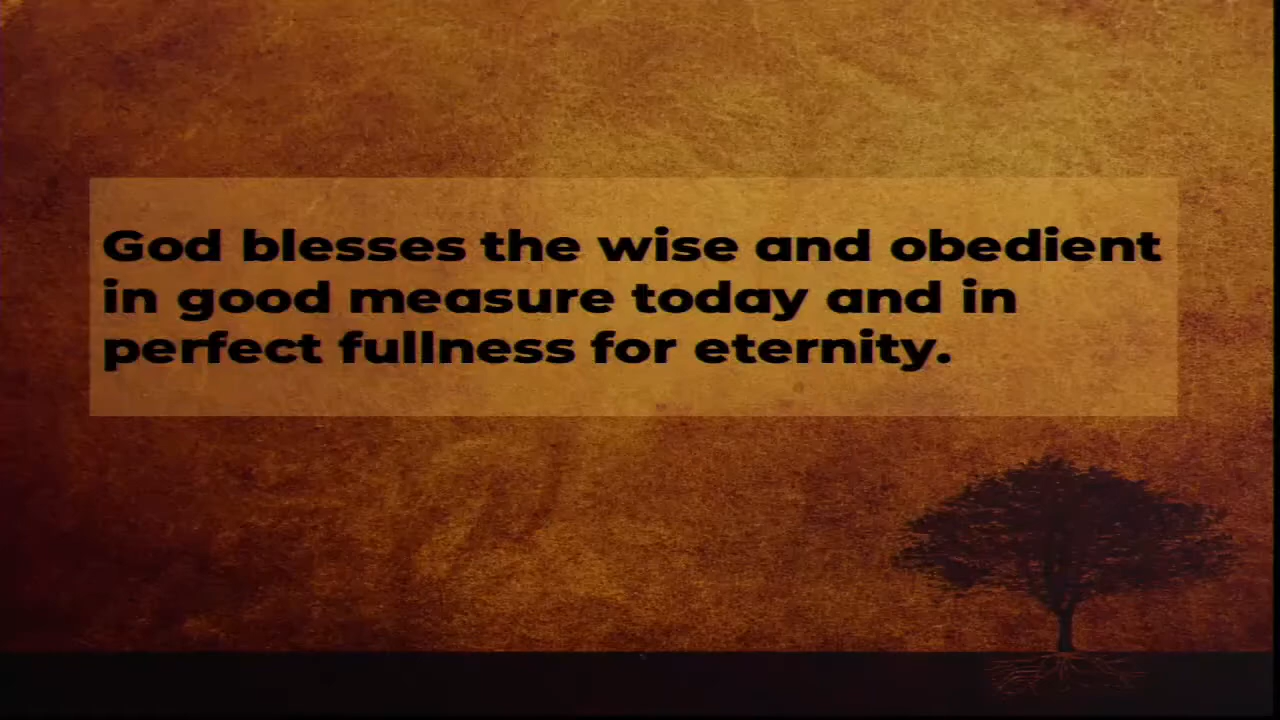 God blesses the wise and obedient
in good measure today and in
perfect fullness for eternity.